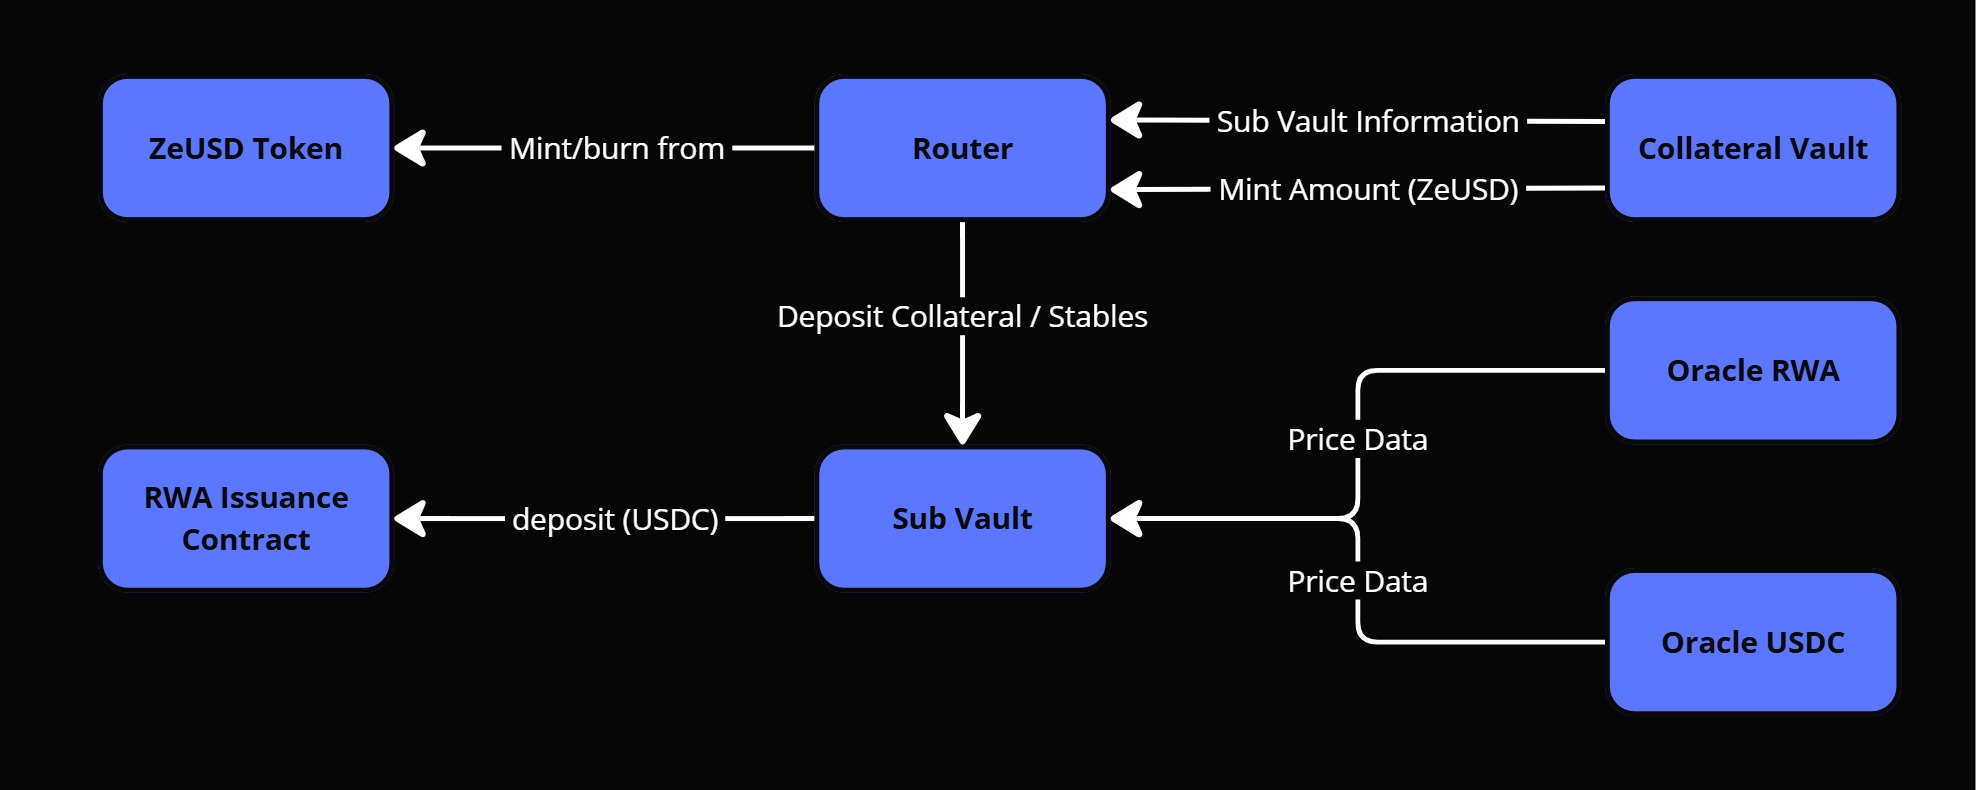 ZeUSD Token
Mint/burn from
Router
Sub Vault Information
Mint Amount (ZeUSD)
Collateral Vault
Deposit Collateral / Stables
Oracle RWA
Price Data
RWA Issuance
Contract
deposit (USDC)
Sub Vault
Price Data
Oracle USDC